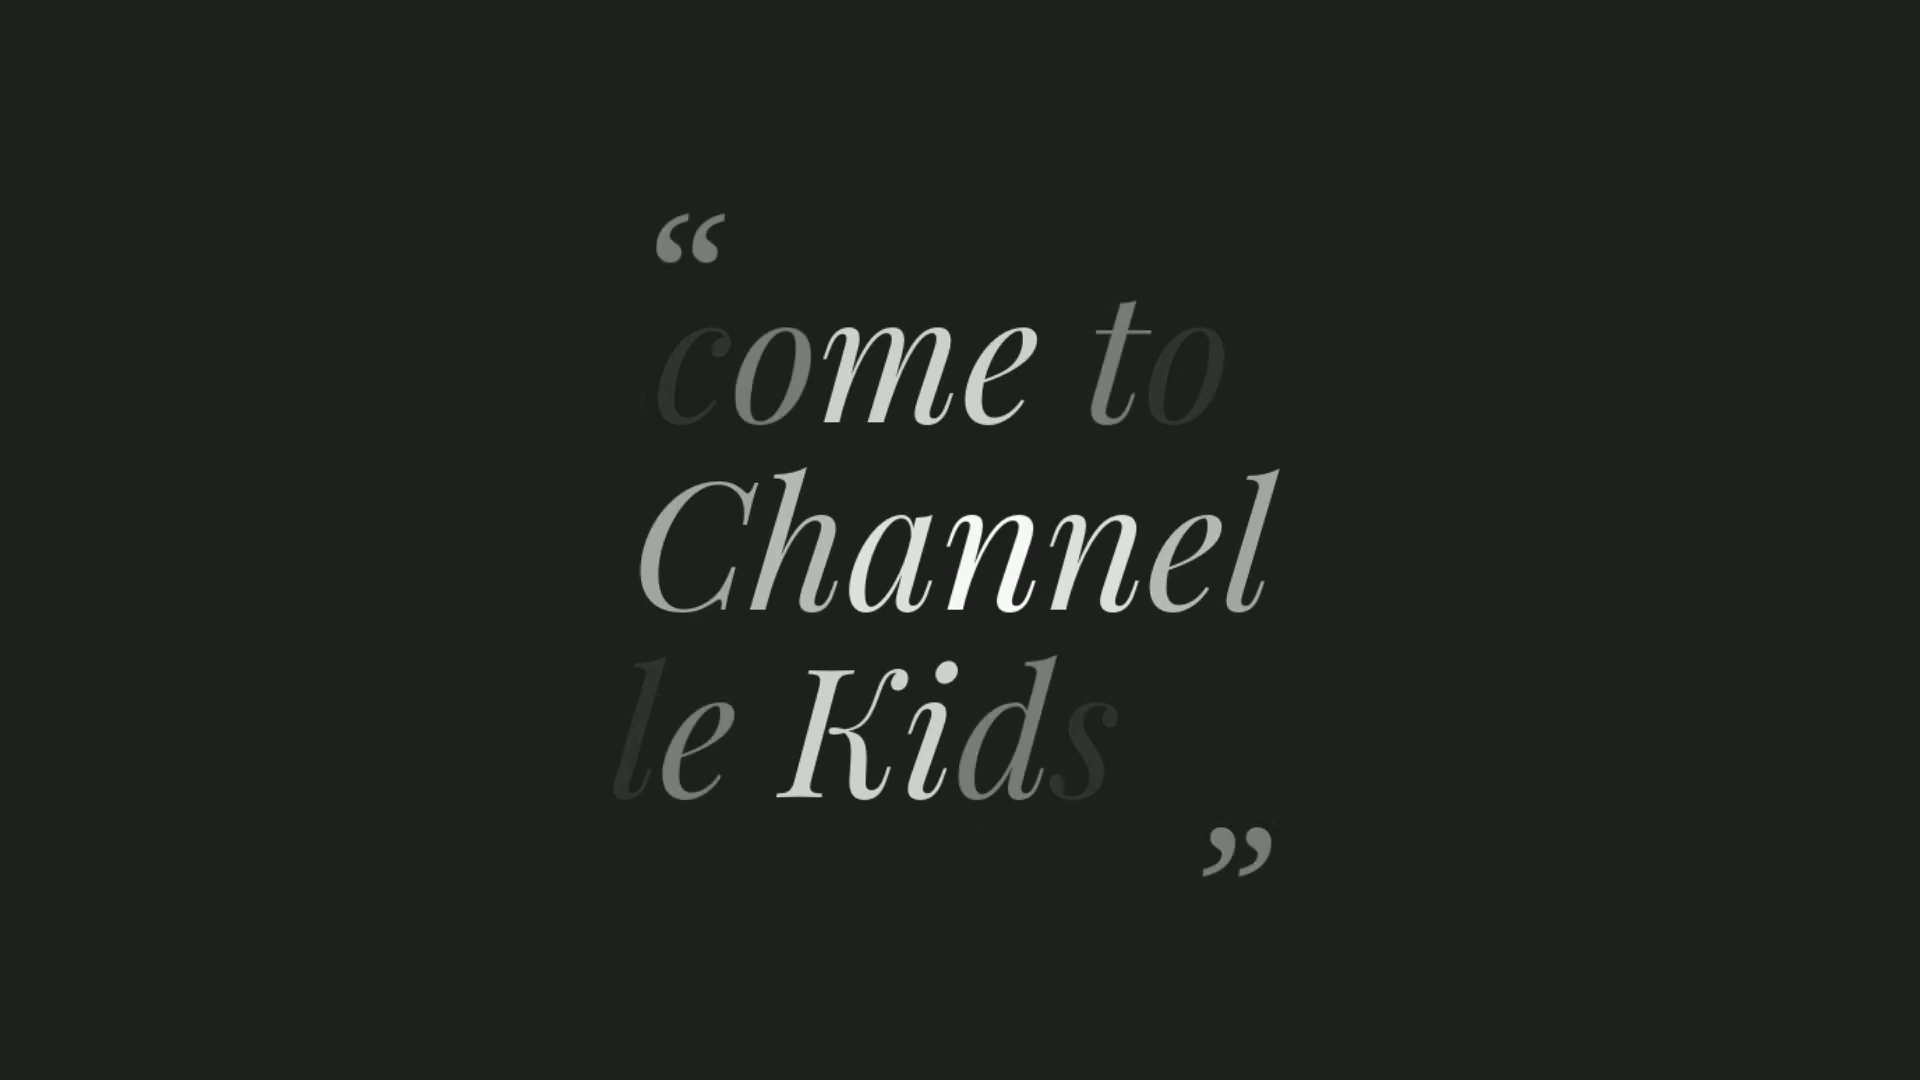 “
come to
Channel
le Kids
”